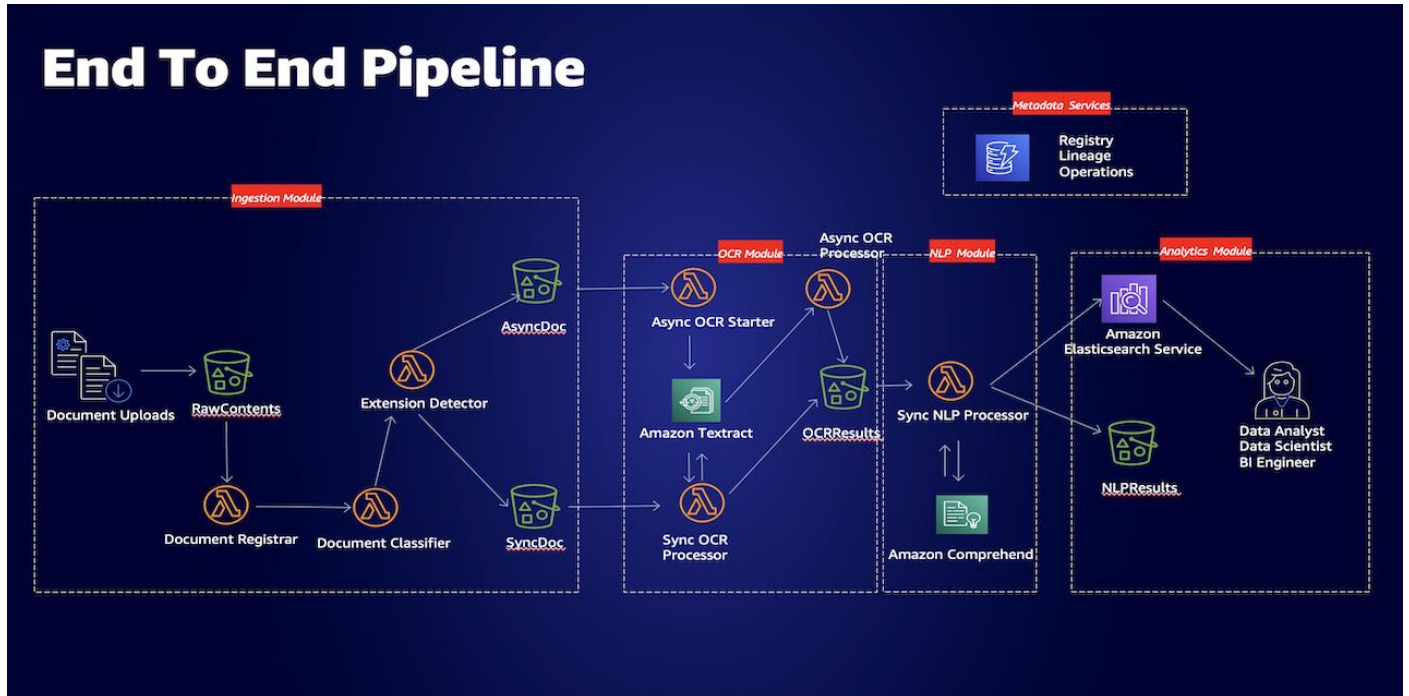 End To End Pipeline
Metadata Services
Registry
Lineage
Operations
Ingestion Module
Document Uploads
RawContents
Document Registrar
Document Classifier
Extension Detector
AsyncDoc
SyncDoc
OCR Module
Async OCR Starter
Amazon Textract
Sync OCR
Processor
Async OCR
Processor
OCRResults
NLP Module
Sync NLP Processor
Amazon Comprehend
Analytics Module
Amazon
Elasticsearch Service
NLPResults
Data Analyst
Data Scientist
BI Engineer